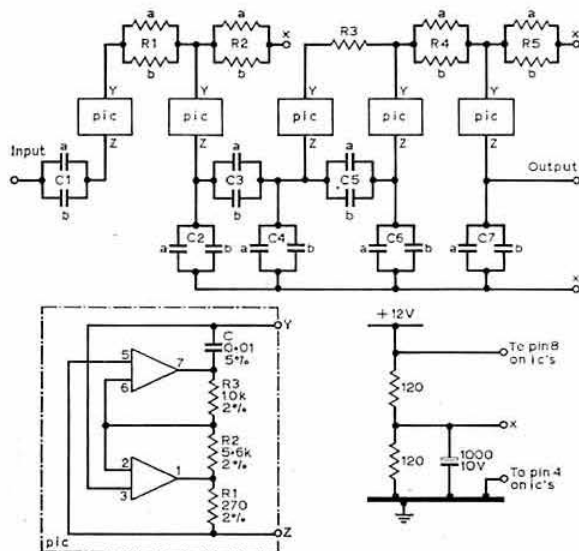 a a a a
R1 R2 x R3 R4 R5 x
b b b b
Y Y Y Y Y
pic pic pic pic pic
Z Z Z Z Z
Input a a Output
C1 C3 C5
b b b
C2 C4 C6 C7
a b a b a b a b
x
Y
C
0·01
5%
5
6
7
R3
10k
2%
R2
5·6k
2%
2
3
1
R1
270
2%
Z
pic
+12V
To pin 8
on ic's
120
x
120
1000
10V
To pin 4
on ic's